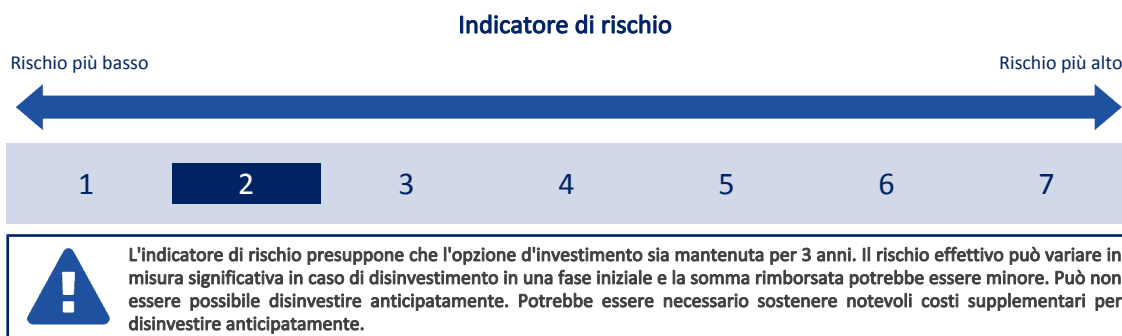 Indicatore di rischio
Rischio più basso
Rischio più alto
1 2 3 4 5 6 7
L'indicatore di rischio presuppone che l'opzione d'investimento sia mantenuta per 3 anni. Il rischio effettivo può variare in
misura significativa in caso di disinvestimento in una fase iniziale e la somma rimborsata potrebbe essere minore. Può non
essere possibile disinvestire anticipatamente. Potrebbe essere necessario sostenere notevoli costi supplementari per
disinvestire anticipatamente.